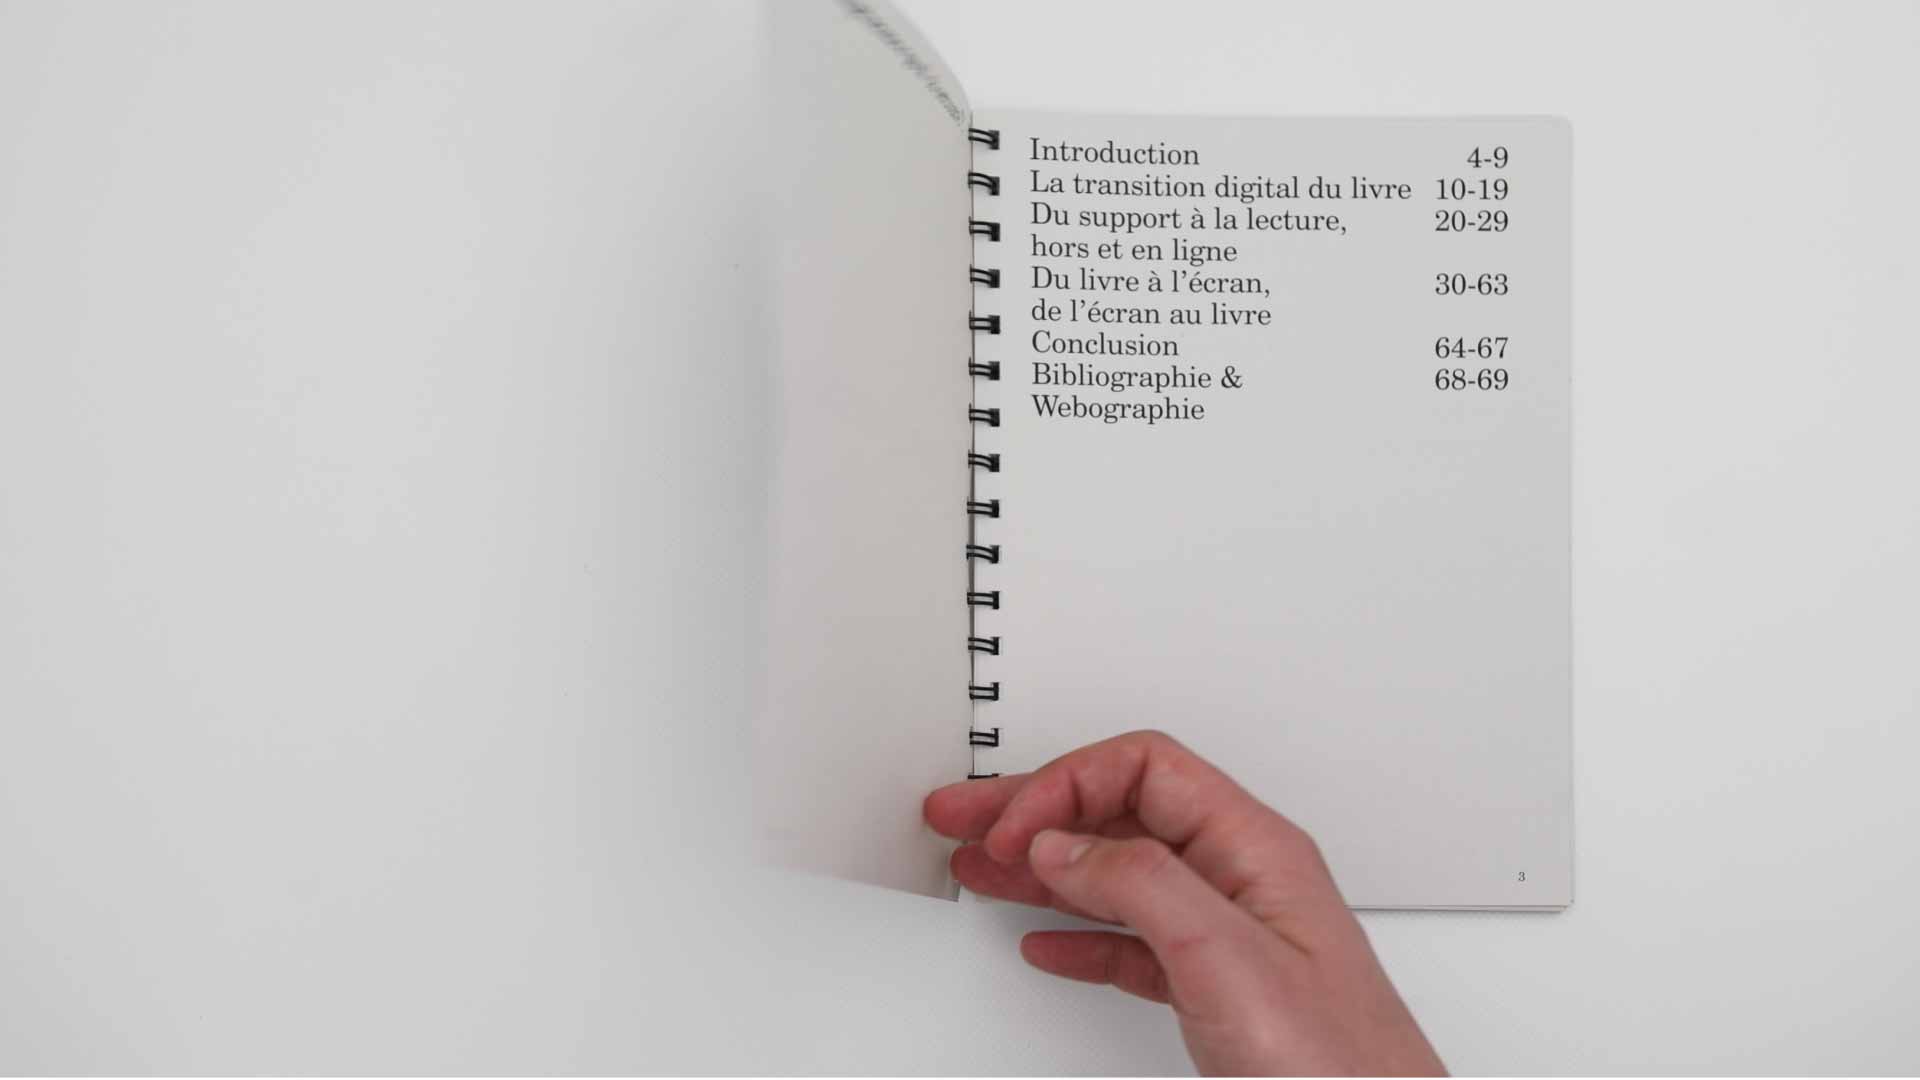 Introduction 4-9
La transition digital du livre 10-19
Du support à la lecture, 20-29
hors et en ligne
Du livre à l’écran, 30-63
de l’écran au livre
Conclusion 64-67
Bibliographie & 68-69
Webographie
3